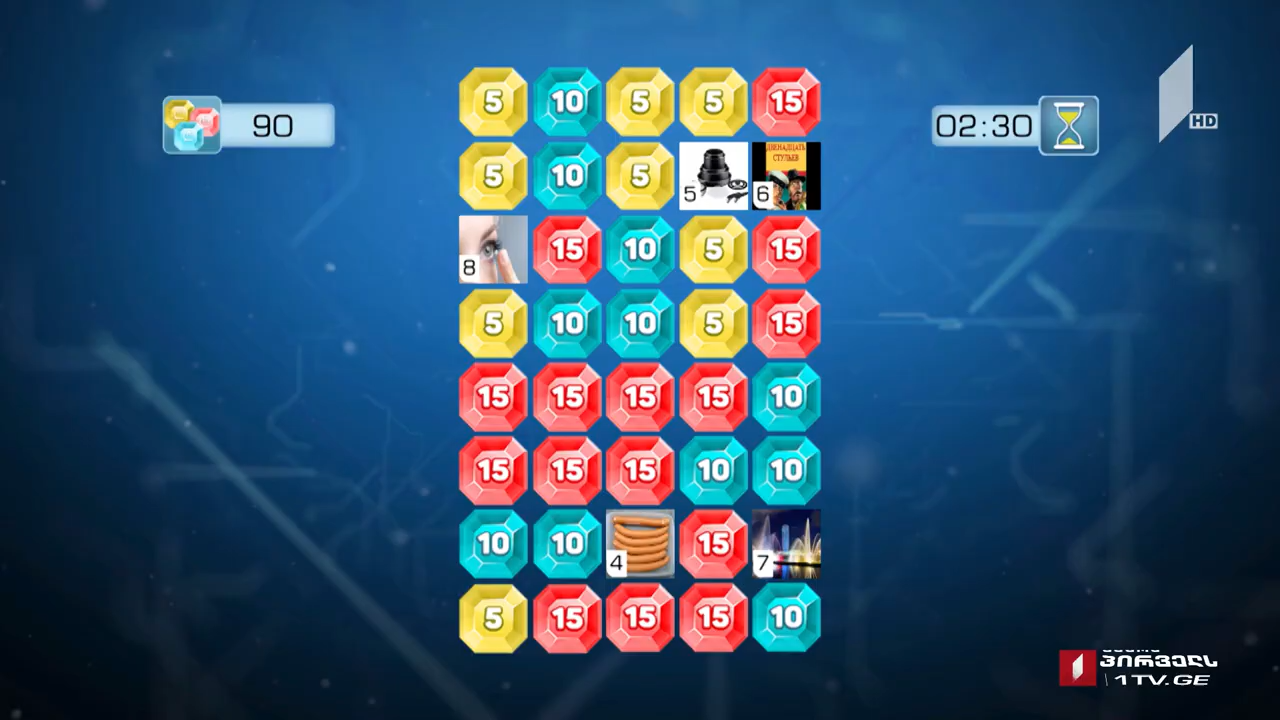 5 10 5 5 15
90
02:30
HD
5 10 5 5 6
ДВЕНАДЦАТЬ
СТУЛЬЕВ
8 15 10 5 15
5 10 10 5 15
15 15 15 15 10
15 15 15 10 10
10 10 4 15 7
5 15 15 15 10
პირველი
1TV.GE